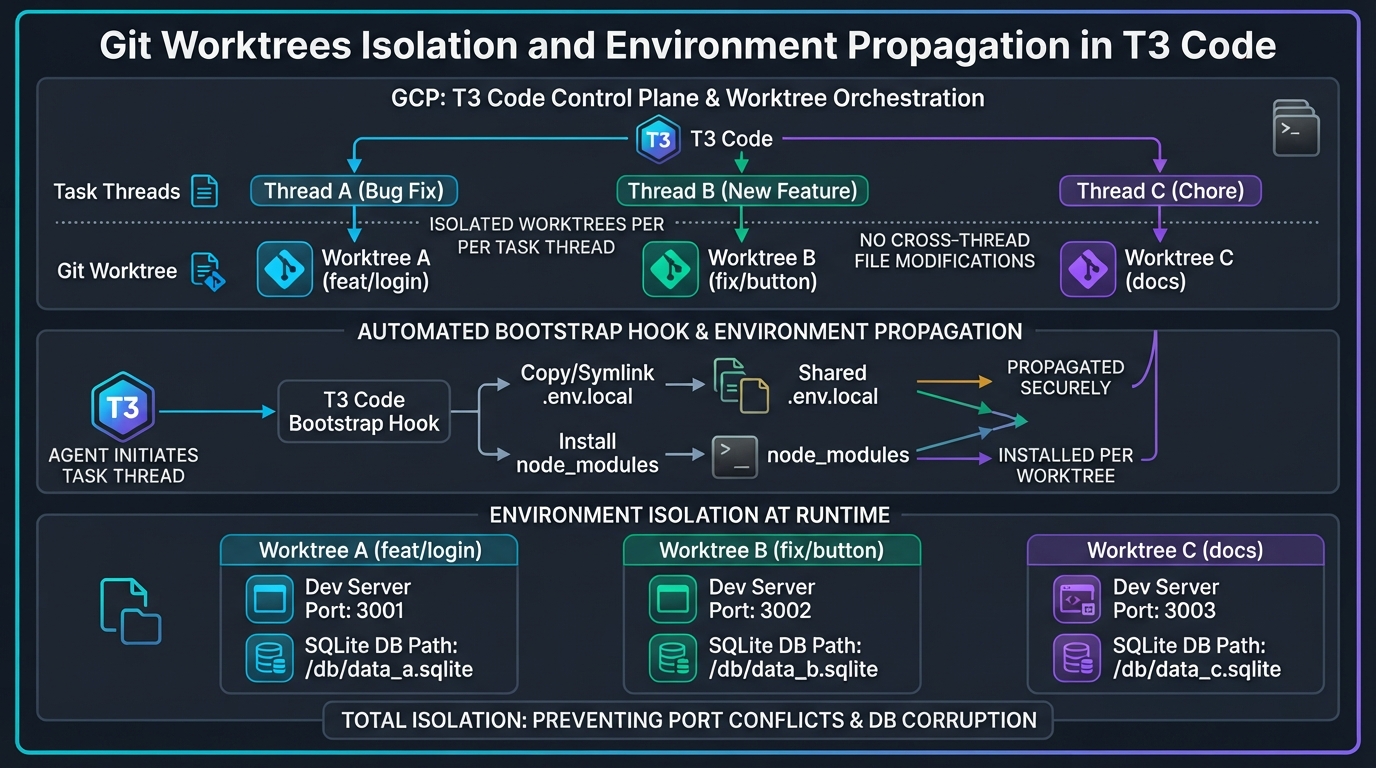 Git Worktrees Isolation and Environment Propagation in T3 Code
GCP: T3 Code Control Plane & Worktree Orchestration
T3
T3 Code
>_
Task Threads
Thread A (Bug Fix)
Thread B (New Feature)
Thread C (Chore)
ISOLATED WORKTREES PER
PER TASK THREAD
NO CROSS-THREAD
FILE MODIFICATIONS
Git Worktree
Worktree A
(feat/login)
Worktree B
(fix/button)
Worktree C
(docs)
AUTOMATED BOOTSTRAP HOOK & ENVIRONMENT PROPAGATION
T3
AGENT INITIATES
TASK THREAD
T3 Code
Bootstrap Hook
Copy/Symlink
.env.local
Shared
.env.local
PROPAGATED
SECURELY
Install
node_modules
>_
node_modules
INSTALLED PER
WORKTREE
ENVIRONMENT ISOLATION AT RUNTIME
Worktree A (feat/login)
Dev Server
Port: 3001
SQLite DB Path:
/db/data_a.sqlite
Worktree B (fix/button)
Dev Server
Port: 3002
SQLite DB Path:
/db/data_b.sqlite
Worktree C (docs)
Dev Server
Port: 3003
SQLite DB Path:
/db/data_c.sqlite
TOTAL ISOLATION: PREVENTING PORT CONFLICTS & DB CORRUPTION